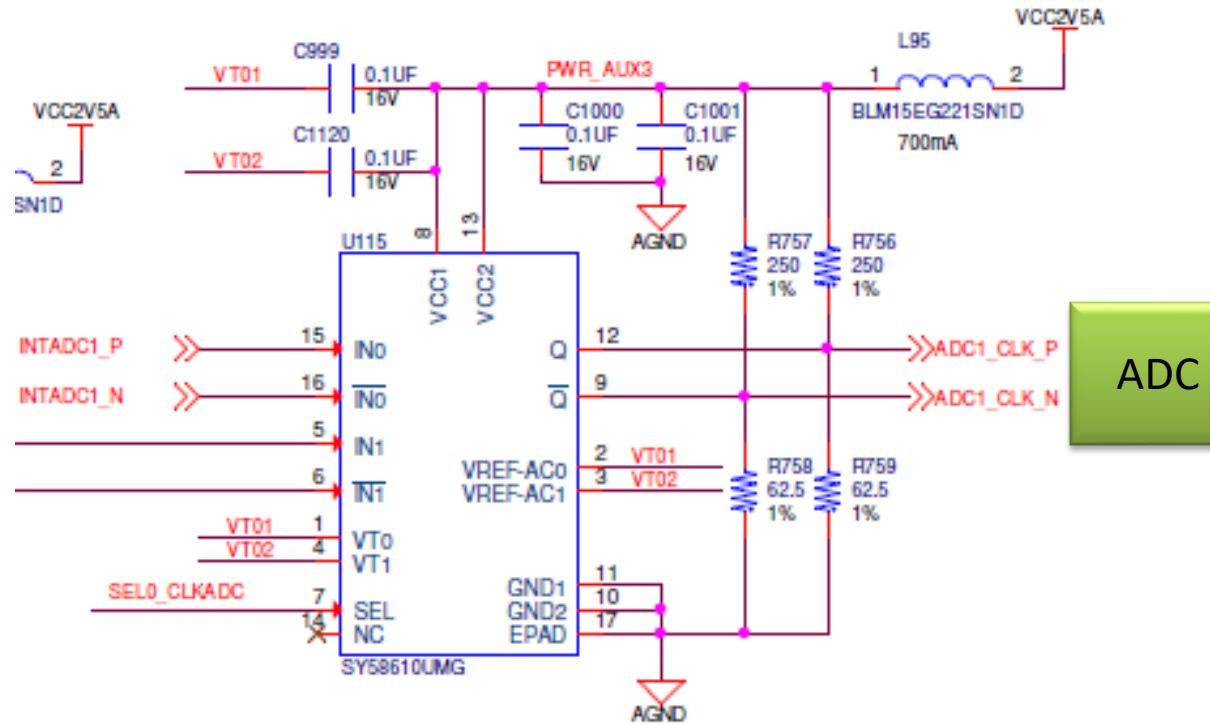 VCC2V5A
C999
L95
VT01
0.1UF
PWR_AUX3
1
2
16V
C1000
C1001
BLM15EG221SN1D
VCC2V5A
C1120
0.1UF
0.1UF
700mA
VT02
0.1UF
16V
16V
2
16V
SN1D
8
13
AGND
U115
R757
R756
VCC1
VCC2
250
250
1%
1%
INTADC1_P
15
IN0
Q
12
ADC1_CLK_P
ADC
INTADC1_N
16
IN0
Q
9
ADC1_CLK_N
5
IN1
VREF-AC0
2
VT01
R758
R759
6
IN1
VREF-AC1
3
VT02
62.5
62.5
1%
1%
VT01
1
VT0
VT02
4
VT1
SEL0_CLKADC
GND1
11
7
SEL
GND2
10
14
NC
EPAD
17
SY58610UMG
AGND